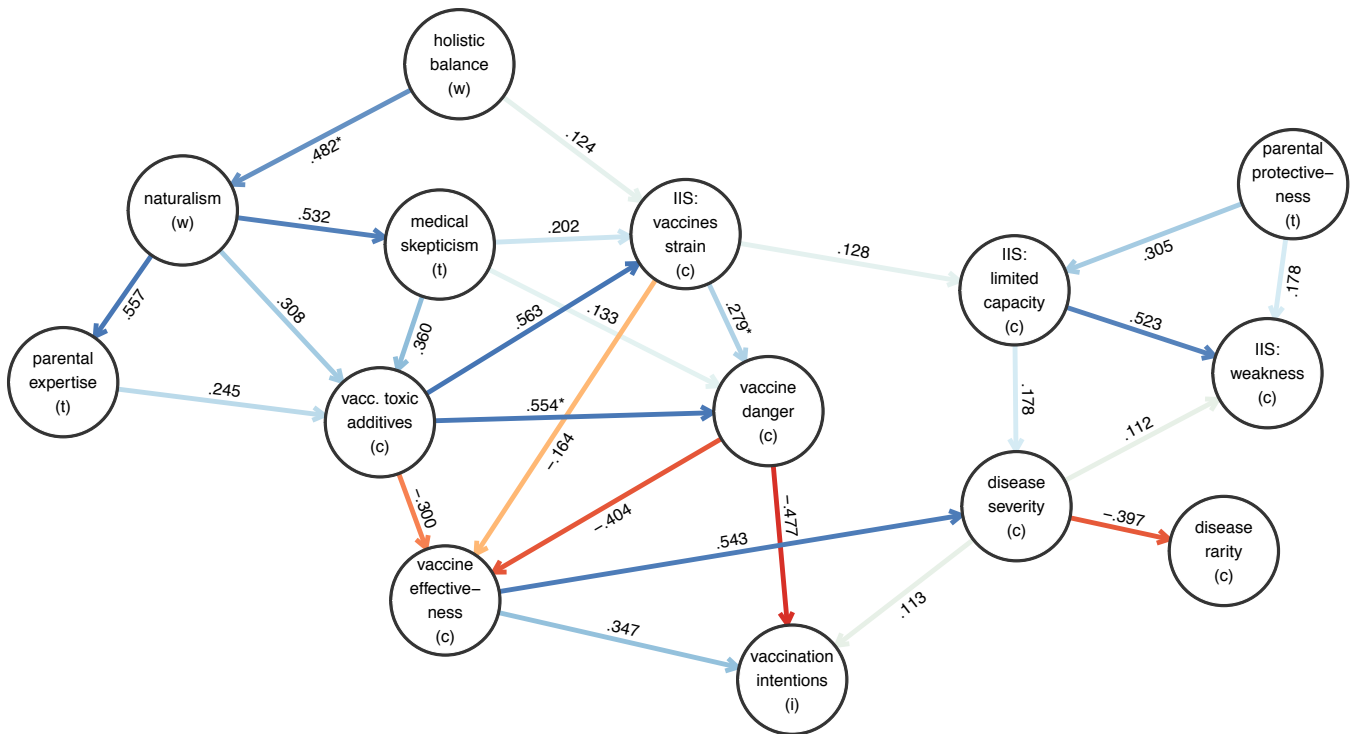 holistic
balance
(w)
.482*
.124
naturalism
(w)
.532
medical
skepticism
(t)
.202
IIS:
vaccines
strain
(c)
.128
parental
protective–
ness
(t)
.305
.178
IIS:
limited
capacity
(c)
.523
IIS:
weakness
(c)
.557
.308
.360
.563
.133
.279*
parental
expertise
(t)
.245
vacc. toxic
additives
(c)
.554*
vaccine
danger
(c)
–.164
.178
.112
–.300
–.404
–.477
disease
severity
(c)
–.397
disease
rarity
(c)
vaccine
effective–
ness
(c)
.543
.347
.113
vaccination
intentions
(i)